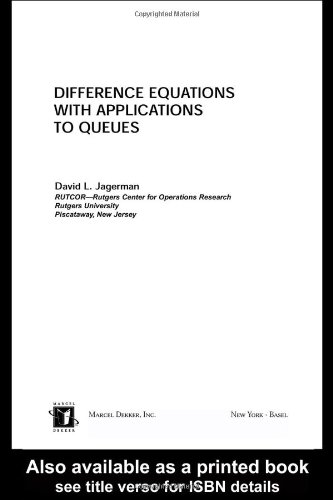 DIFFERENCE EQUATIONS
WITH APPLICATIONS
TO QUEUES
David L. Jagerman
RUTCOR—Rutgers Center for Operations Research
Rutgers University
Piscataway, New Jersey
MARCEL
DEKKER
MARCEL DEKKER, INC.
NEW YORK · BASEL
Also available as a printed book
see title verso for ISBN details